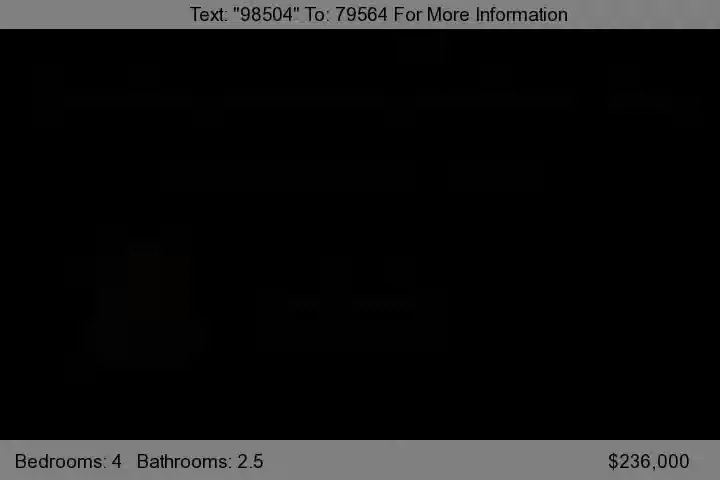 Text: "98504" To: 79564 For More Information
Bedrooms: 4 Bathrooms: 2.5
$236,000